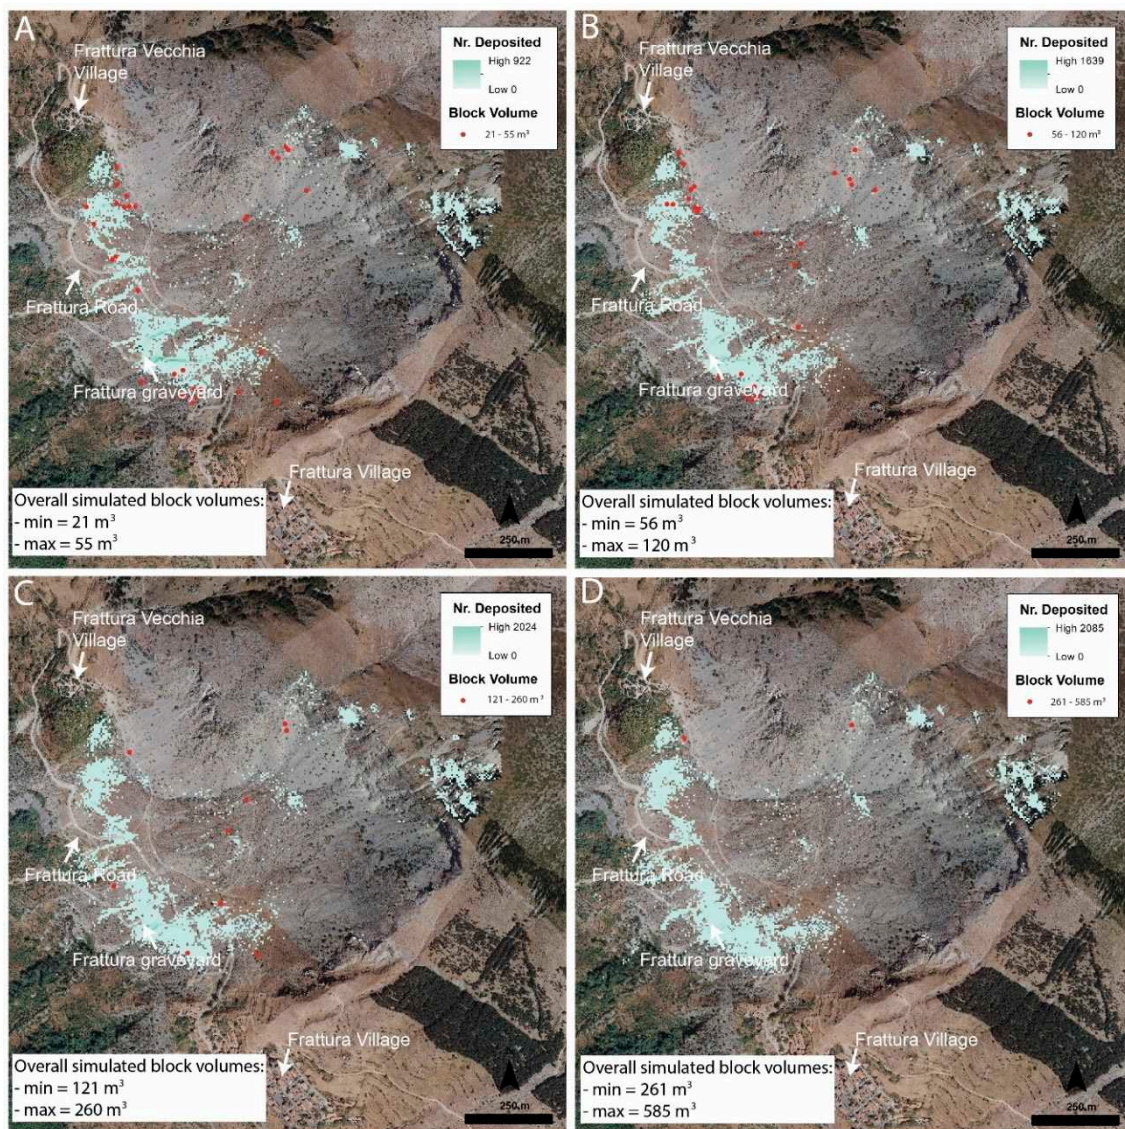 A
Frattura Vecchia
Village
Nr. Deposited
High 922
Low 0
Block Volume
21 - 55 m³
Frattura Road
Frattura graveyard
Frattura Village
Overall simulated block volumes:
- min = 21 m³
- max = 55 m³
250 m
B
Frattura Vecchia
Village
Nr. Deposited
High 1639
Low 0
Block Volume
56 - 120 m³
Frattura Road
Frattura graveyard
Frattura Village
Overall simulated block volumes:
- min = 56 m³
- max = 120 m³
250 m
C
Frattura Vecchia
Village
Nr. Deposited
High 2024
Low 0
Block Volume
121 - 260 m³
Frattura Road
Frattura graveyard
Frattura Village
Overall simulated block volumes:
- min = 121 m³
- max = 260 m³
250 m
D
Frattura Vecchia
Village
Nr. Deposited
High 2085
Low 0
Block Volume
261 - 585 m³
Frattura Road
Frattura graveyard
Frattura Village
Overall simulated block volumes:
- min = 261 m³
- max = 585 m³
250 m